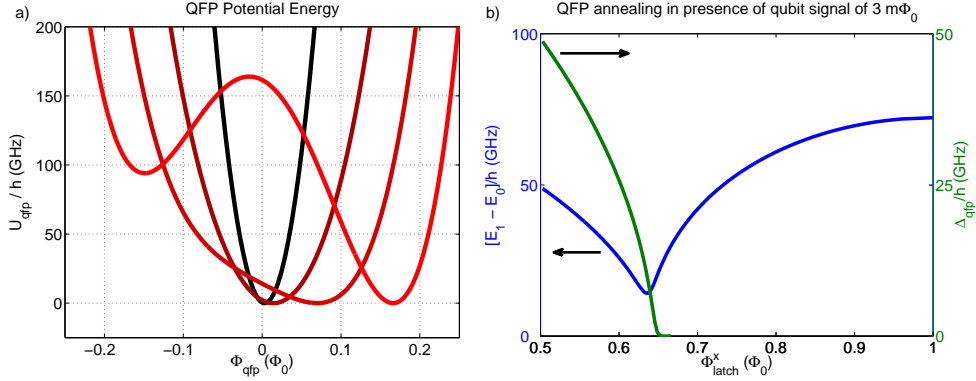 a)
QFP Potential Energy
200
150
100
50
0
U_qfp / h (GHz)
−0.2 −0.1 0 0.1 0.2
Φ_qfp (Φ_0)
b)
QFP annealing in presence of qubit signal of 3 mΦ_0
100
50
0
[E_1 − E_0]/h (GHz)
50
25
0
Δ_qfp/h (GHz)
0.5 0.6 0.7 0.8 0.9 1
Φ^x_latch (Φ_0)